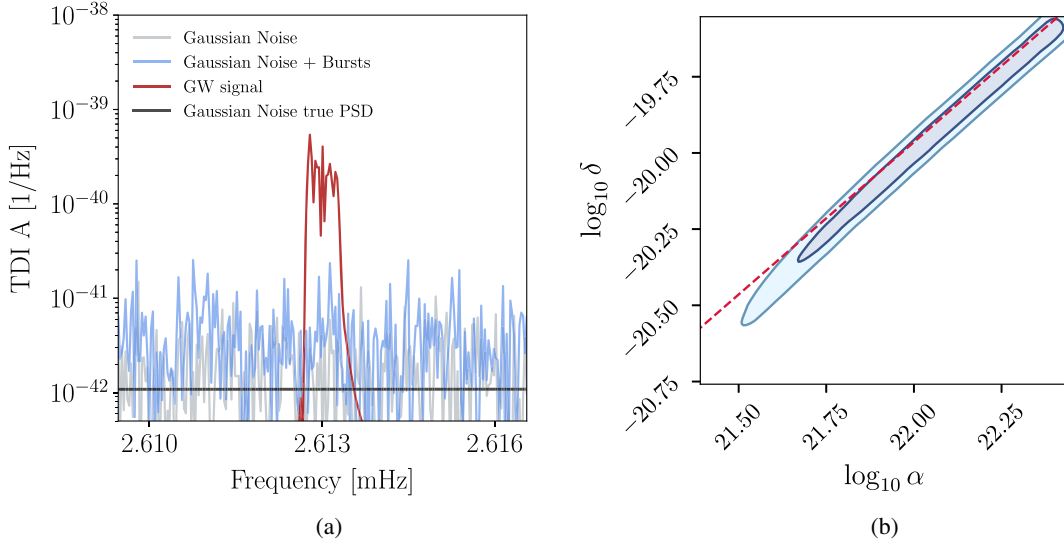 10⁻³⁸
10⁻³⁹
10⁻⁴⁰
10⁻⁴¹
10⁻⁴²
TDI A [1/Hz]
Gaussian Noise
Gaussian Noise + Bursts
GW signal
Gaussian Noise true PSD
2.610
2.613
2.616
Frequency [mHz]
(a)
−19.75
−20.00
−20.25
−20.50
−20.75
log₁₀ δ
21.50
21.75
22.00
22.25
log₁₀ α
(b)